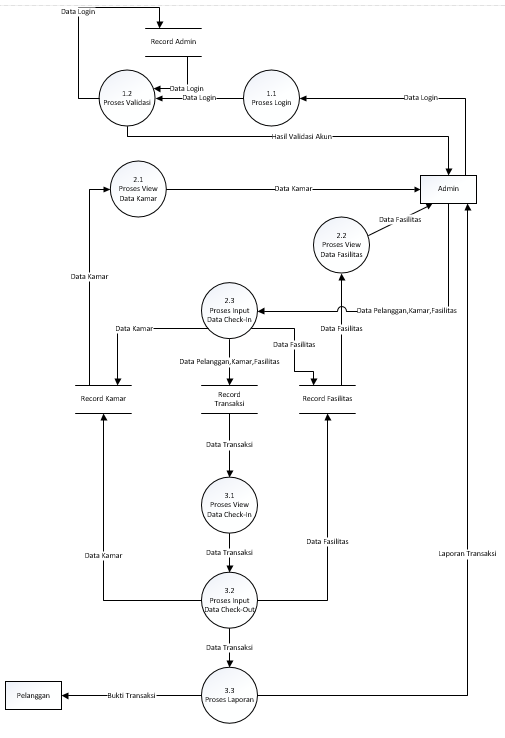 Data Login
Record Admin
Data Login
1.2
Proses Validasi
Data Login
1.1
Proses Login
Data Login
Hasil Validasi Akun
2.1
Proses View
Data Kamar
Data Kamar
Admin
Data Fasilitas
2.2
Proses View
Data Fasilitas
Data Kamar
2.3
Proses Input
Data Check-in
Data Pelanggan,Kamar,Fasilitas
Data Kamar
Data Fasilitas
Data Fasilitas
Data Pelanggan,Kamar,Fasilitas
Record Kamar
Record
Transaksi
Record Fasilitas
Data Transaksi
3.1
Proses View
Data Check-in
Data Fasilitas
Data Kamar
Data Transaksi
Laporan Transaksi
3.2
Proses Input
Data Check-Out
Data Transaksi
3.3
Proses Laporan
Bukti Transaksi
Pelanggan